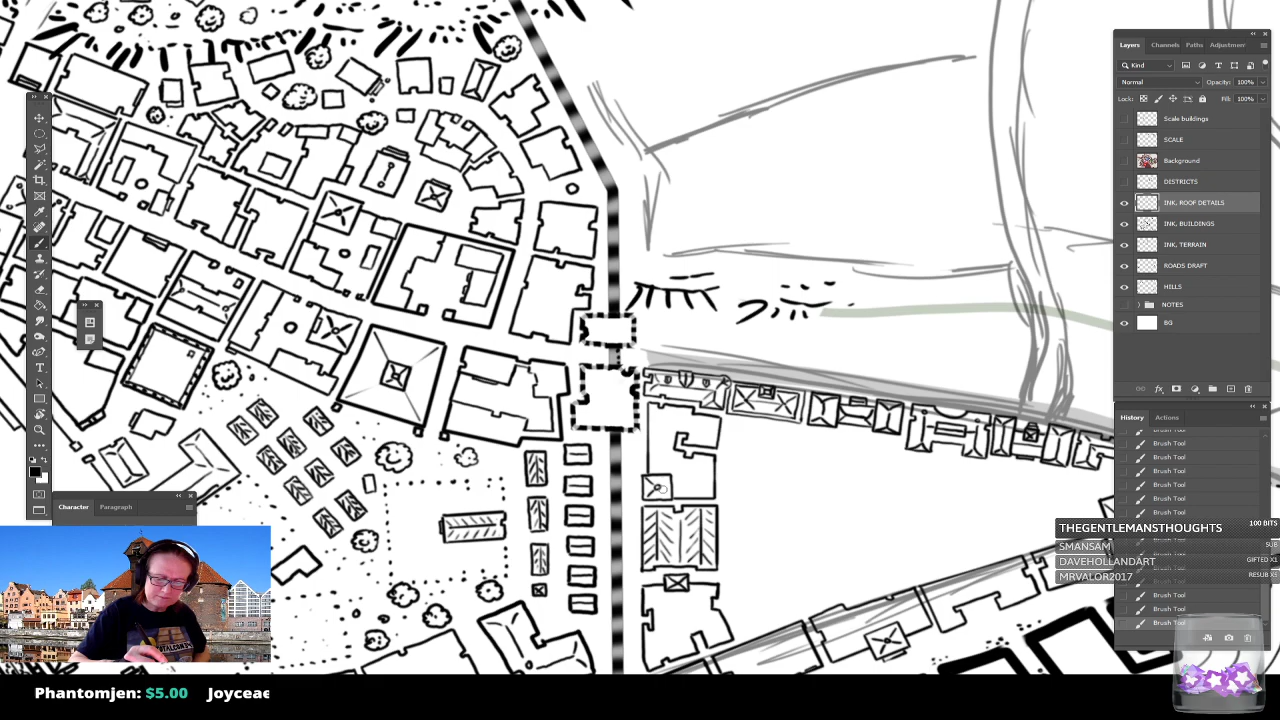 Layers Channels Paths Adjustment
Kind
Normal Opacity: 100%
Lock: Fill: 100%
Scale buildings
SCALE
Background
DISTRICTS
INK, ROOF DETAILS
INK, BUILDINGS
INK, TERRAIN
ROADS DRAFT
HILLS
NOTES
BG
fx
History Actions
Brush Tool
Brush Tool
Brush Tool
Brush Tool
Brush Tool
Brush Tool
Brush Tool
Character Paragraph
THEGENTLEMANSTHOUGHTS 100 BITS
SMANSAM SUB
DAVEHOLLANDART GIFTED X1
MRVALOR2017 RESUB X5
Brush Tool
Brush Tool
Brush Tool
Phantomjen: $5.00 Joyceae